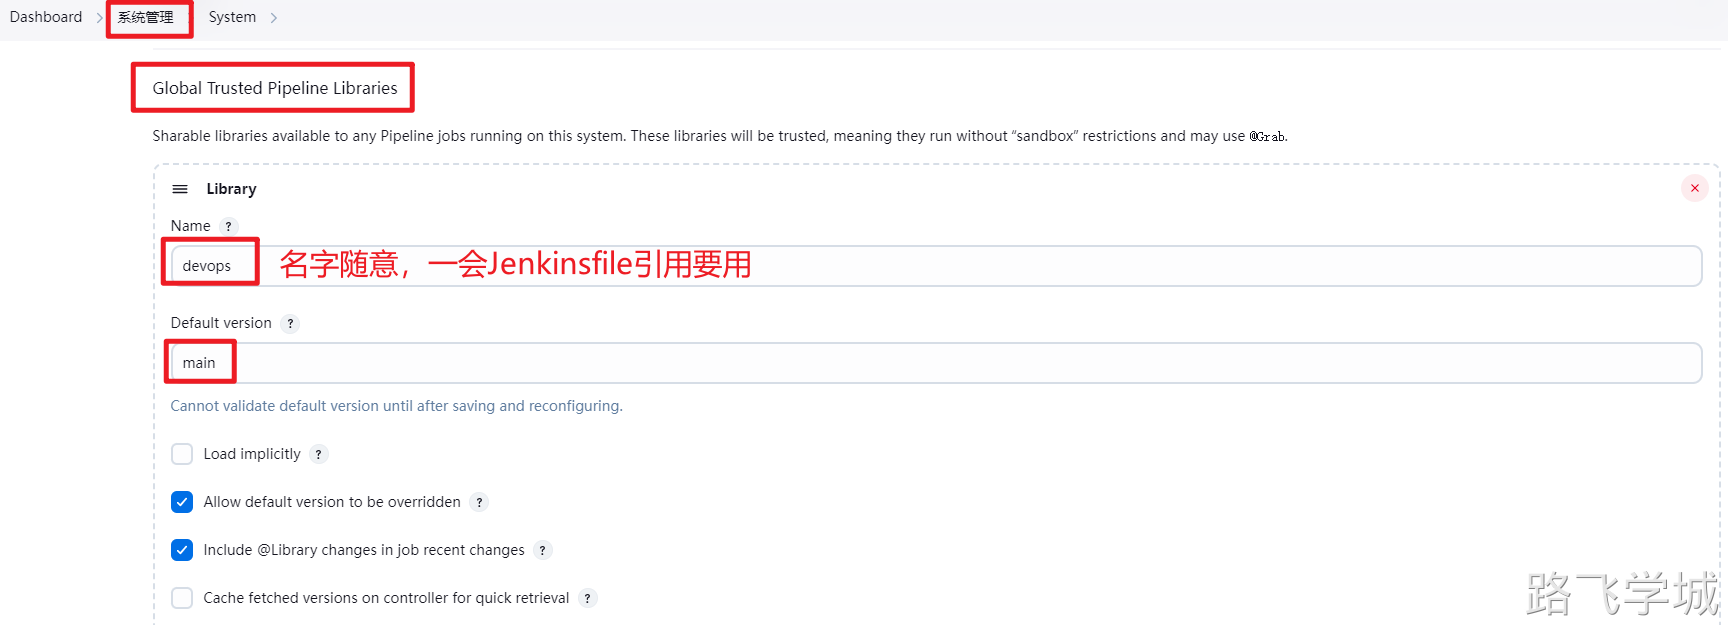 Dashboard 系统管理 System
Global Trusted Pipeline Libraries
Sharable libraries available to any Pipeline jobs running on this system. These libraries will be trusted, meaning they run without “sandbox” restrictions and may use @Grab.
Library
Name ?
devops 名字随意，一会Jenkinsfile引用要用
Default version ?
main
Cannot validate default version until after saving and reconfiguring.
Load implicitly ?
Allow default version to be overridden ?
Include @Library changes in job recent changes ?
Cache fetched versions on controller for quick retrieval ?
路飞学城